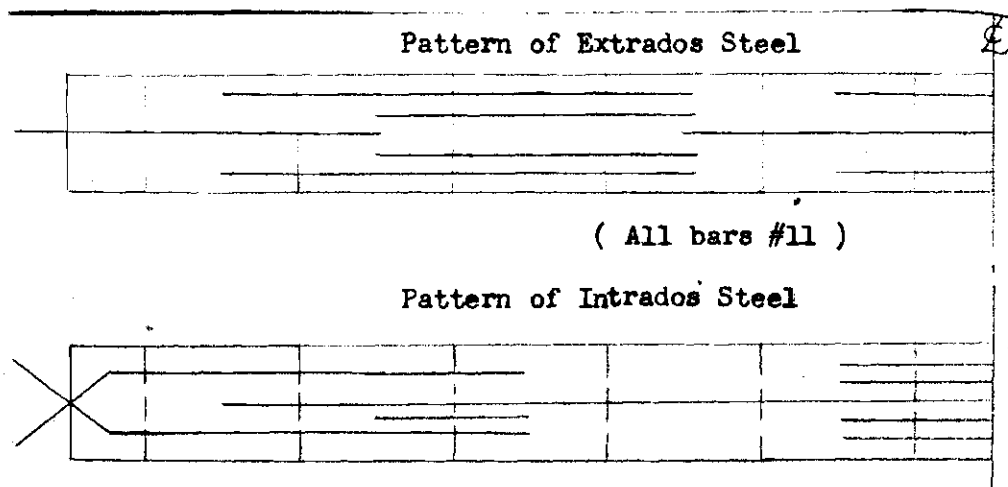 Pattern of Extrados Steel
℄
( All bars #11 )
Pattern of Intrados Steel